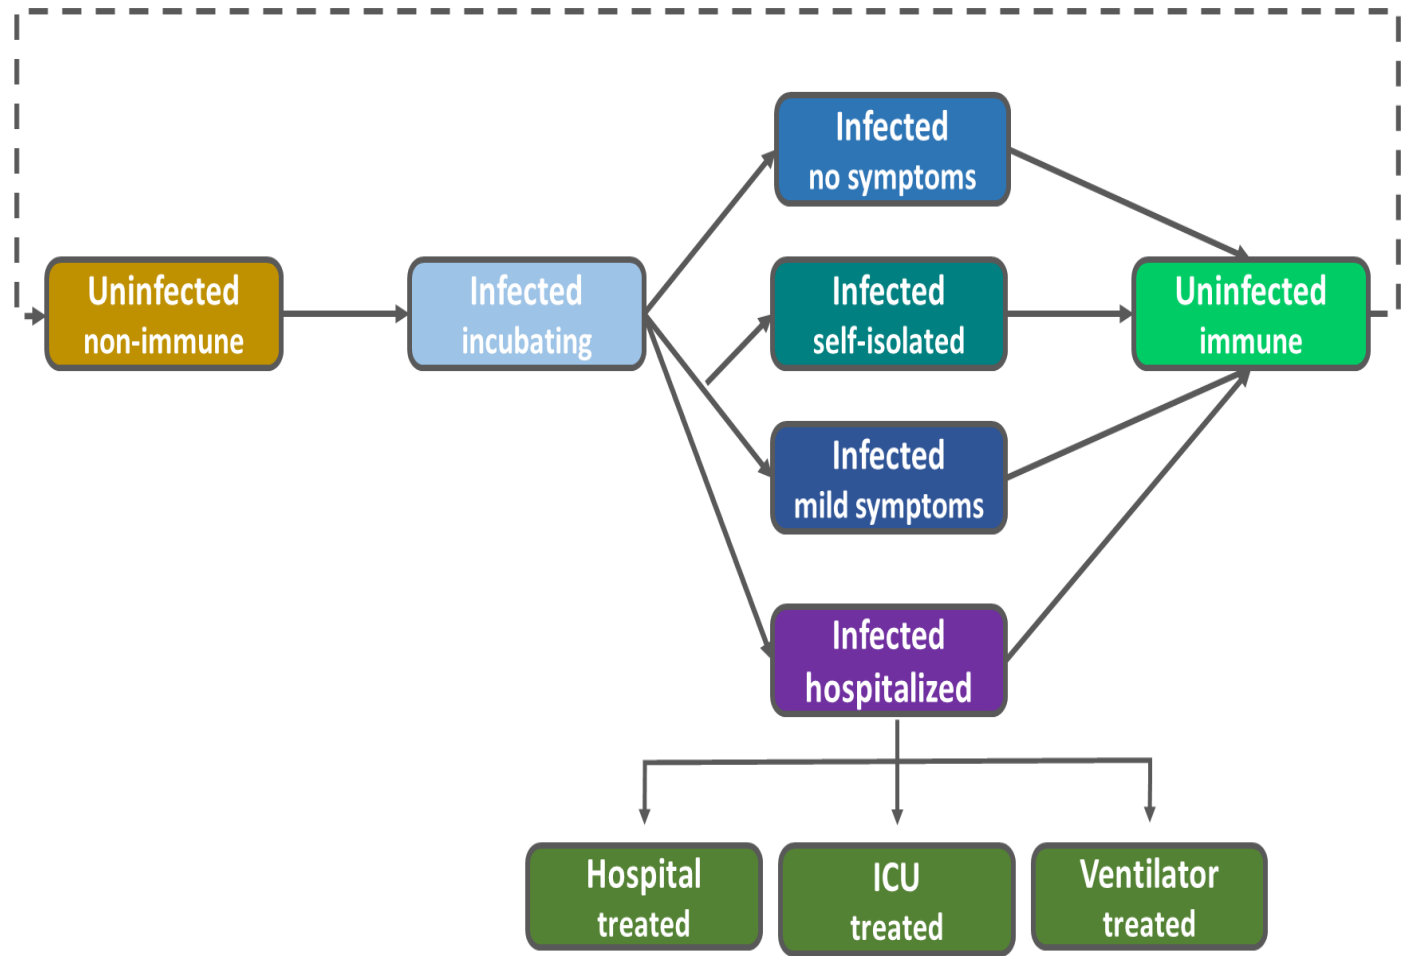 Infected
no symptoms
Uninfected
non-immune
Infected
incubating
Infected
self-isolated
Uninfected
immune
Infected
mild symptoms
Infected
hospitalized
Hospital
treated
ICU
treated
Ventilator
treated